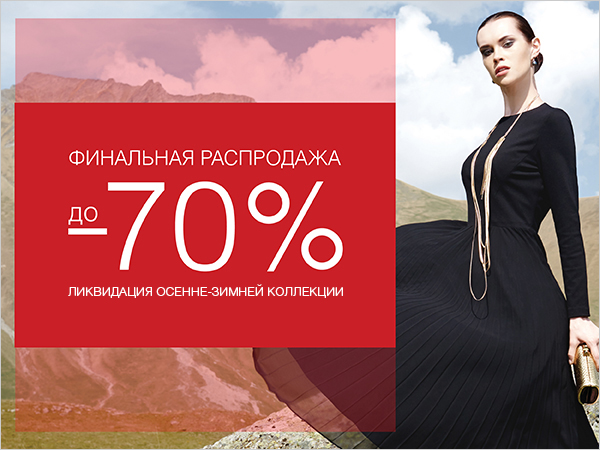 ФИНАЛЬНАЯ РАСПРОДАЖА
ДО
–70%
ЛИКВИДАЦИЯ ОСЕННЕ-ЗИМНЕЙ КОЛЛЕКЦИИ